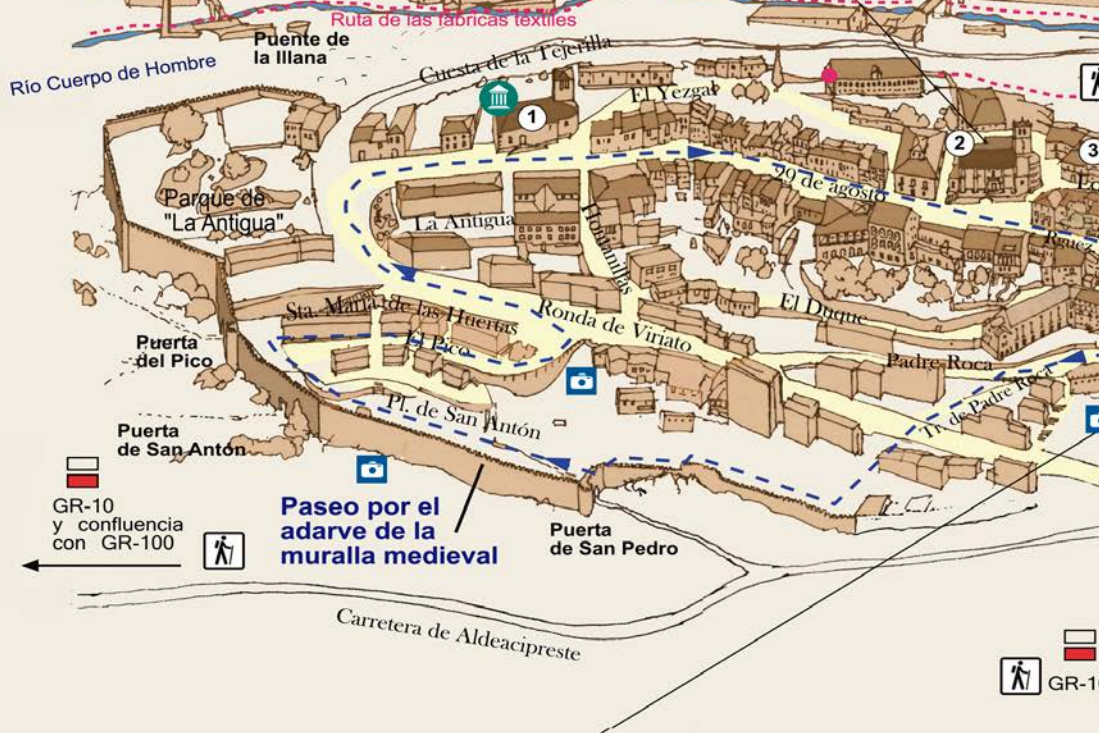 Ruta de las fábricas textiles
Puente de
la Illana
Río Cuerpo de Hombre
Cuesta de la Tejerilla
El Yezgal
1
2
3
29 de agosto
Parque de
"La Antigua"
La Antigua
Hontanillas
Rguez
El Duque
Sta. María de las Huertas
Ronda de Viriato
El Pico
Padre Roca
Tr. de Padre Roca
Puerta
del Pico
Pl. de San Antón
Puerta
de San Antón
GR-10
y confluencia
con GR-100
Paseo por el
adarve de la
muralla medieval
Puerta
de San Pedro
Carretera de Aldeacipreste
GR-1